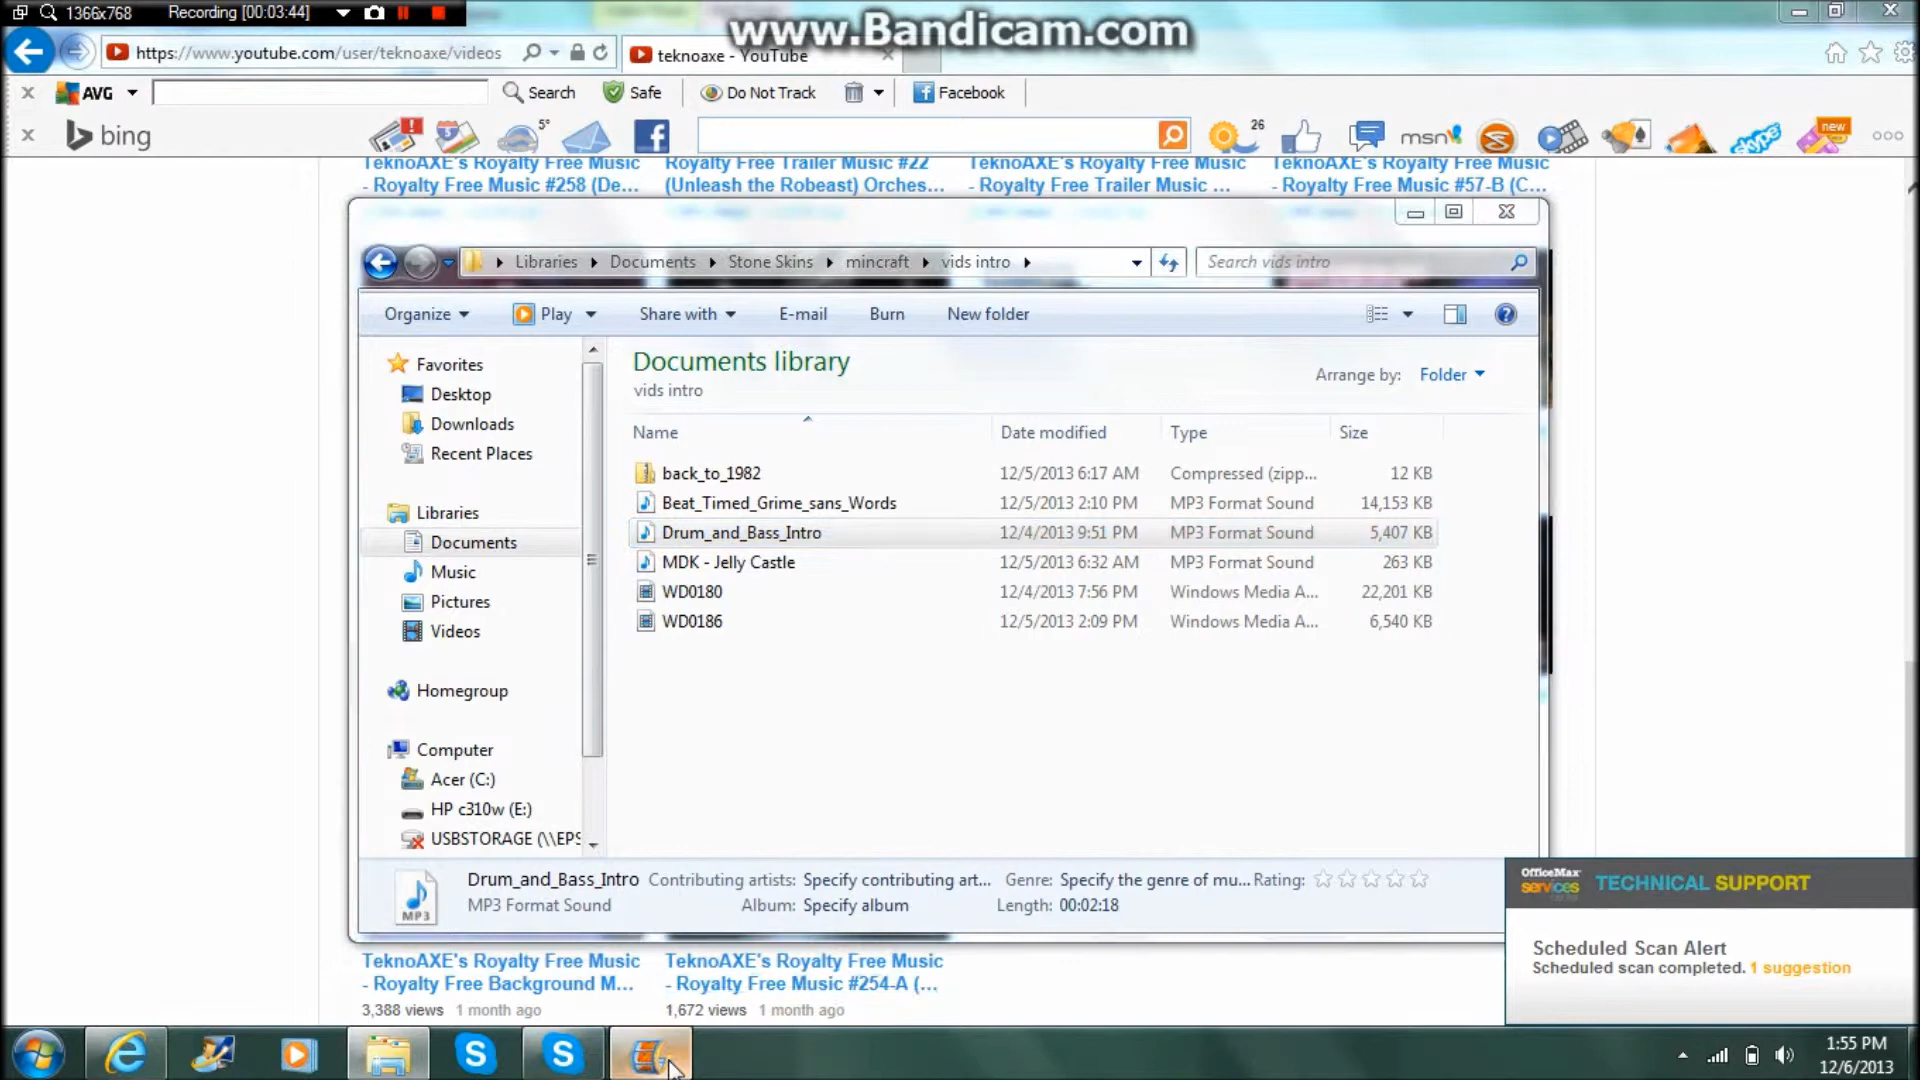 1366x768 Recording [00:03:44]
www.Bandicam.com
https://www.youtube.com/user/teknoaxe/videos
teknoaxe - YouTube
AVG Search Safe Do Not Track Facebook
bing 5° 26 msn new
TeknoAXE's Royalty Free Music
- Royalty Free Music #258 (De...
Royalty Free Trailer Music #22
(Unleash the Robeast) Orches...
TeknoAXE's Royalty Free Music
- Royalty Free Trailer Music ...
TeknoAXE's Royalty Free Music
- Royalty Free Music #57-B (C...
Libraries Documents Stone Skins mincraft vids intro
Search vids intro
Organize Play Share with E-mail Burn New folder
Favorites
Desktop
Downloads
Recent Places
Libraries
Documents
Music
Pictures
Videos
Homegroup
Computer
Acer (C:)
HP c310w (E:)
USBSTORAGE (\\EPS
Documents library
vids intro
Arrange by: Folder
Name Date modified Type Size
back_to_1982 12/5/2013 6:17 AM Compressed (zipp... 12 KB
Beat_Timed_Grime_sans_Words 12/5/2013 2:10 PM MP3 Format Sound 14,153 KB
Drum_and_Bass_Intro 12/4/2013 9:51 PM MP3 Format Sound 5,407 KB
MDK - Jelly Castle 12/5/2013 6:32 AM MP3 Format Sound 263 KB
WD0180 12/4/2013 7:56 PM Windows Media A... 22,201 KB
WD0186 12/5/2013 2:09 PM Windows Media A... 6,540 KB
MP3
Drum_and_Bass_Intro Contributing artists: Specify contributing art... Genre: Specify the genre of mu... Rating:
MP3 Format Sound Album: Specify album Length: 00:02:18
OfficeMax services TECHNICAL SUPPORT
Scheduled Scan Alert
Scheduled scan completed. 1 suggestion
TeknoAXE's Royalty Free Music
- Royalty Free Background M...
3,388 views 1 month ago
TeknoAXE's Royalty Free Music
- Royalty Free Music #254-A (...
1,672 views 1 month ago
1:55 PM
12/6/2013